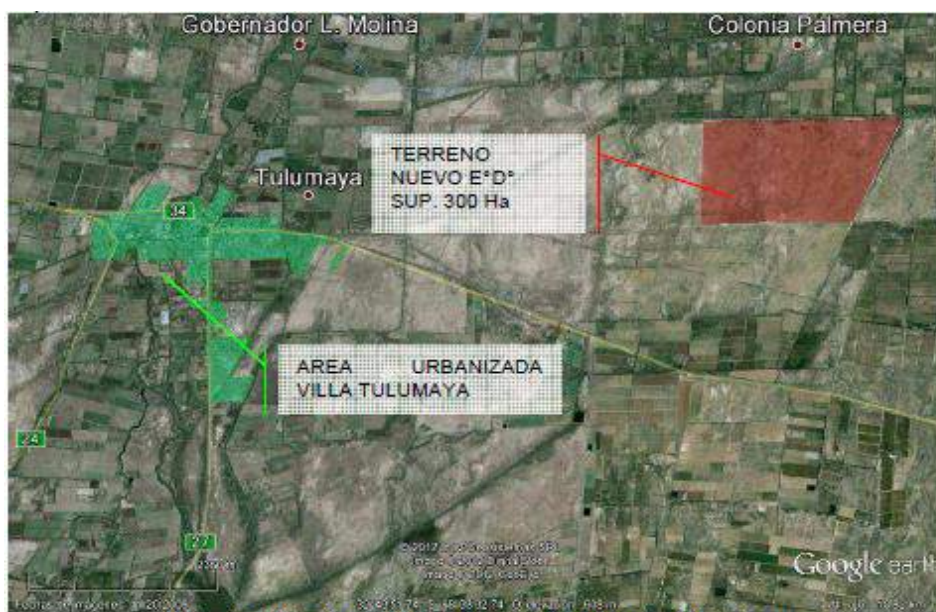 Gobernador L. Molina
Colonia Palmera
TERRENO
NUEVO E°D°
SUP. 300 Ha
Tulumaya
34
AREA URBANIZADA
VILLA TULUMAYA
24
27
Google earth